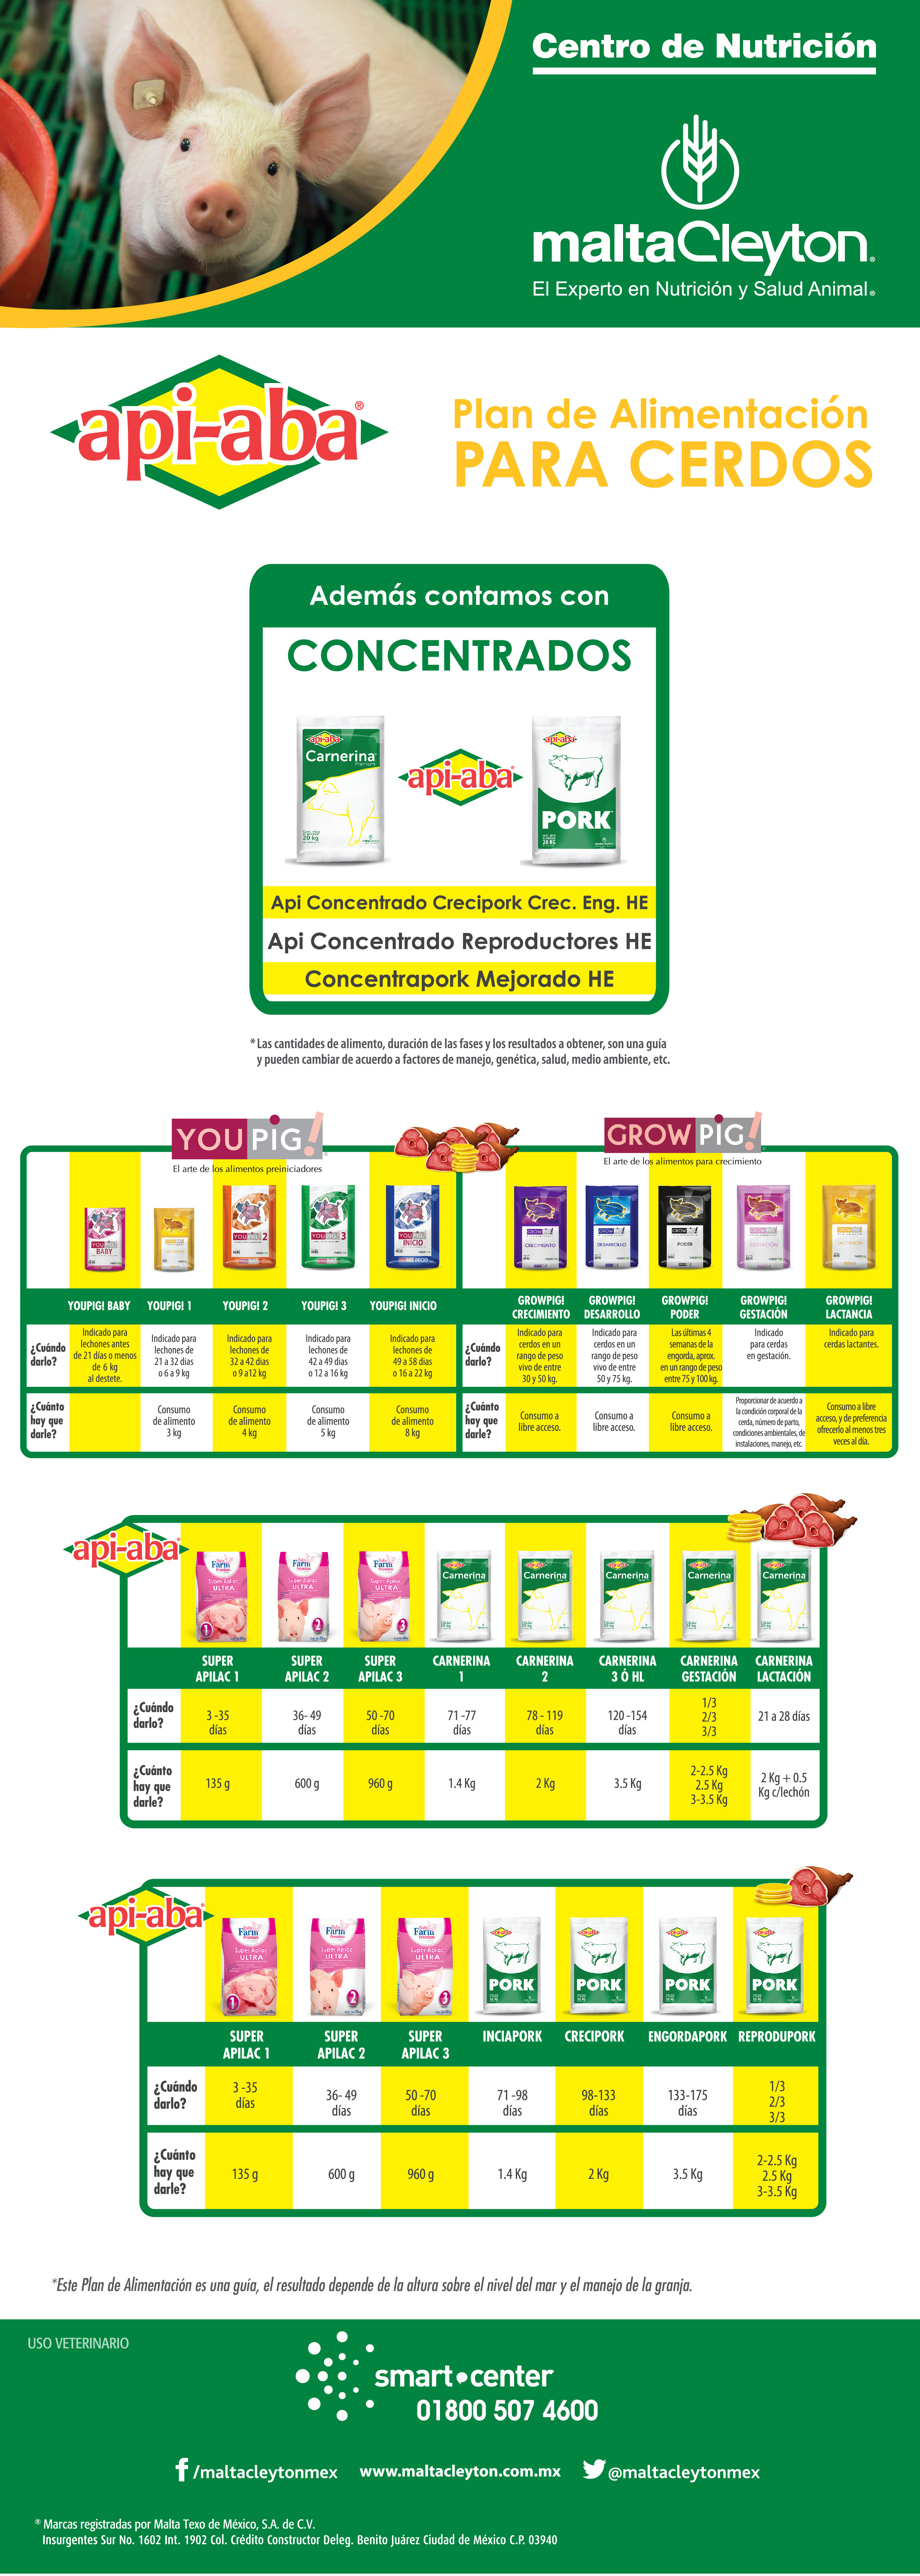 Centro de Nutrición
maltaCleyton®
El Experto en Nutrición y Salud Animal®
api-aba®
Plan de Alimentación
PARA CERDOS
Además contamos con
CONCENTRADOS
api-aba
Carnerina
Premium
20 kg
api-aba®
api-aba
PORK
20 KG
Api Concentrado Crecipork Crec. Eng. HE
Api Concentrado Reproductores HE
Concentrapork Mejorado HE
* Las cantidades de alimento, duración de las fases y los resultados a obtener, son una guía
y pueden cambiar de acuerdo a factores de manejo, genética, salud, medio ambiente, etc.
YOUPIG!®
El arte de los alimentos preiniciadores
GROWPIG!
El arte de los alimentos para crecimiento
YOUPIG! BABY
YOUPIG! 1
YOUPIG! 2
YOUPIG! 3
YOUPIG! INICIO
¿Cuándo
darlo?
Indicado para
lechones antes
de 21 días o menos
de 6 kg
al destete.
Indicado para
lechones de
21 a 32 dias
o 6 a 9 kg
Indicado para
lechones de
32 a 42 dias
o 9 a12 kg
Indicado para
lechones de
42 a 49 dias
o 12 a 16 kg
Indicado para
lechones de
49 a 58 dias
o 16 a 22 kg
¿Cuánto
hay que
darle?
Consumo
de alimento
3 kg
Consumo
de alimento
4 kg
Consumo
de alimento
5 kg
Consumo
de alimento
8 kg
GROWPIG!
CRECIMIENTO
GROWPIG!
DESARROLLO
GROWPIG!
PODER
GROWPIG!
GESTACIÓN
GROWPIG!
LACTANCIA
¿Cuándo
darlo?
Indicado para
cerdos en un
rango de peso
vivo de entre
30 y 50 kg.
Indicado para
cerdos en un
rango de peso
vivo de entre
50 y 75 kg.
Las últimas 4
semanas de la
engorda, aprox.
en un rango de peso
entre 75 y 100 kg.
Indicado
para cerdas
en gestación.
Indicado para
cerdas lactantes.
¿Cuánto
hay que
darle?
Consumo a
libre acceso.
Consumo a
libre acceso.
Consumo a
libre acceso.
Proporcionar de acuerdo a
la condición corporal de la
cerda, número de parto,
condiciones ambientales, de
instalaciones, manejo, etc.
Consumo a libre
acceso, y de preferencia
ofrecerlo al menos tres
veces al día.
api-aba®
SUPER
APILAC 1
SUPER
APILAC 2
SUPER
APILAC 3
CARNERINA
1
CARNERINA
2
CARNERINA
3 Ó HL
CARNERINA
GESTACIÓN
CARNERINA
LACTACIÓN
¿Cuándo
darlo?
3 -35
días
36- 49
días
50 -70
días
71 -77
días
78 - 119
días
120 -154
días
1/3
2/3
3/3
21 a 28 días
¿Cuánto
hay que
darle?
135 g
600 g
960 g
1.4 Kg
2 Kg
3.5 Kg
2-2.5 Kg
2.5 Kg
3-3.5 Kg
2 Kg + 0.5
Kg c/lechón
api-aba®
SUPER
APILAC 1
SUPER
APILAC 2
SUPER
APILAC 3
INCIAPORK
CRECIPORK
ENGORDAPORK
REPRODUPORK
¿Cuándo
darlo?
3 -35
días
36- 49
días
50 -70
días
71 -98
días
98-133
días
133-175
días
1/3
2/3
3/3
¿Cuánto
hay que
darle?
135 g
600 g
960 g
1.4 Kg
2 Kg
3.5 Kg
2-2.5 Kg
2.5 Kg
3-3.5 Kg
*Este Plan de Alimentación es una guía, el resultado depende de la altura sobre el nivel del mar y el manejo de la granja.
USO VETERINARIO
smart•center
01800 507 4600
/maltacleytonmex
www.maltacleyton.com.mx
@maltacleytonmex
® Marcas registradas por Malta Texo de México, S.A. de C.V.
Insurgentes Sur No. 1602 Int. 1902 Col. Crédito Constructor Deleg. Benito Juárez Ciudad de México C.P. 03940